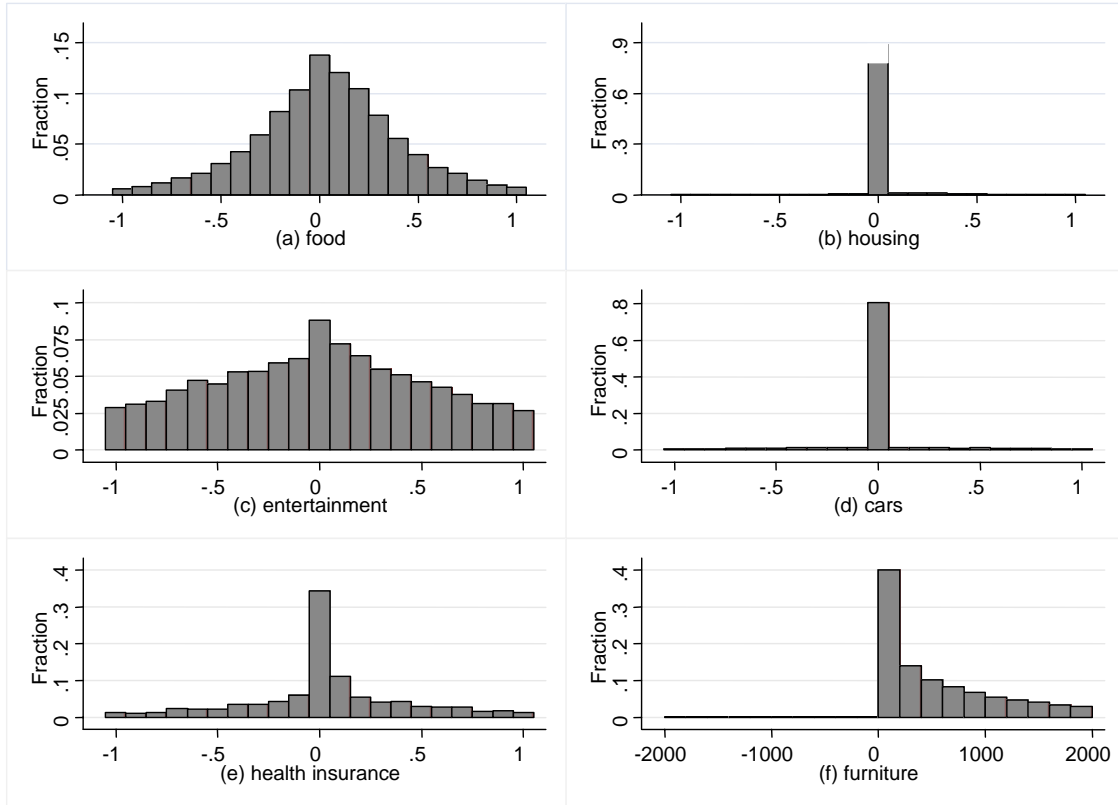 Fraction
0 .05 .1 .15
-1 -.5 0 .5 1
(a) food
Fraction
0 .3 .6 .9
-1 -.5 0 .5 1
(b) housing
Fraction
0 .025 .05 .075 .1
-1 -.5 0 .5 1
(c) entertainment
Fraction
0 .2 .4 .6 .8
-1 -.5 0 .5 1
(d) cars
Fraction
0 .1 .2 .3 .4
-1 -.5 0 .5 1
(e) health insurance
Fraction
0 .1 .2 .3 .4
-2000 -1000 0 1000 2000
(f) furniture